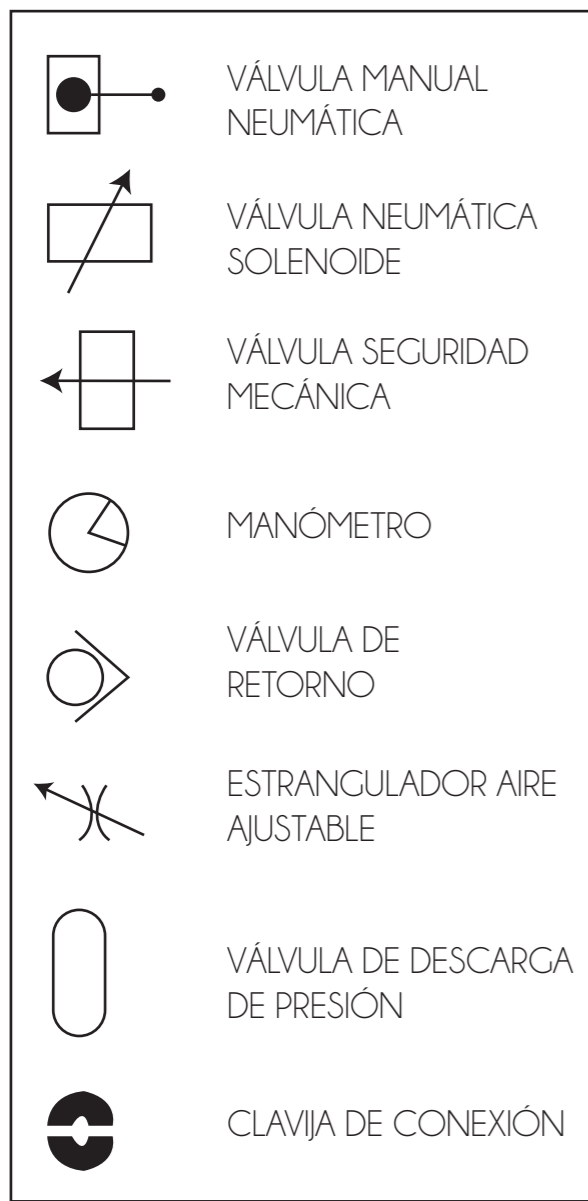 VÁLVULA MANUAL
NEUMÁTICA
VÁLVULA NEUMÁTICA
SOLENOIDE
VÁLVULA SEGURIDAD
MECÁNICA
MANÓMETRO
VÁLVULA DE
RETORNO
ESTRANGULADOR AIRE
AJUSTABLE
VÁLVULA DE DESCARGA
DE PRESIÓN
CLAVIJA DE CONEXIÓN